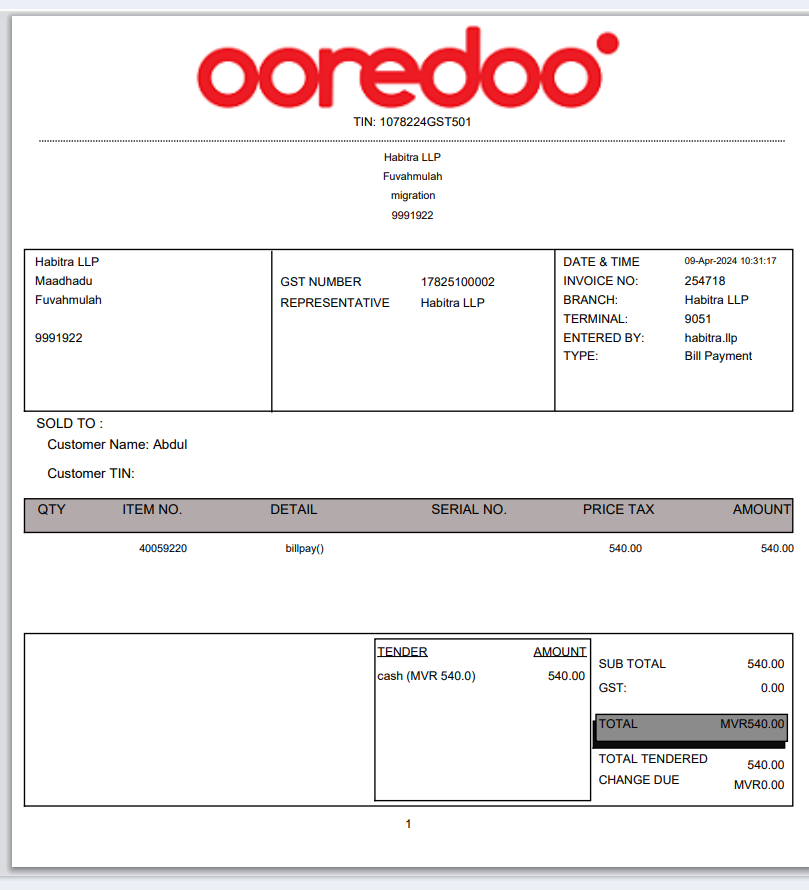 ooredoo
TIN: 1078224GST501
Habitra LLP
Fuvahmulah
migration
9991922
Habitra LLP
Maadhadu
Fuvahmulah
9991922
GST NUMBER 17825100002
REPRESENTATIVE Habitra LLP
DATE & TIME 09-Apr-2024 10:31:17
INVOICE NO: 254718
BRANCH: Habitra LLP
TERMINAL: 9051
ENTERED BY: habitra.llp
TYPE: Bill Payment
SOLD TO :
Customer Name: Abdul
Customer TIN:
QTY ITEM NO. DETAIL SERIAL NO. PRICE TAX AMOUNT
40059220 billpay() 540.00 540.00
TENDER AMOUNT
cash (MVR 540.0) 540.00
SUB TOTAL 540.00
GST: 0.00
TOTAL MVR540.00
TOTAL TENDERED 540.00
CHANGE DUE MVR0.00
1